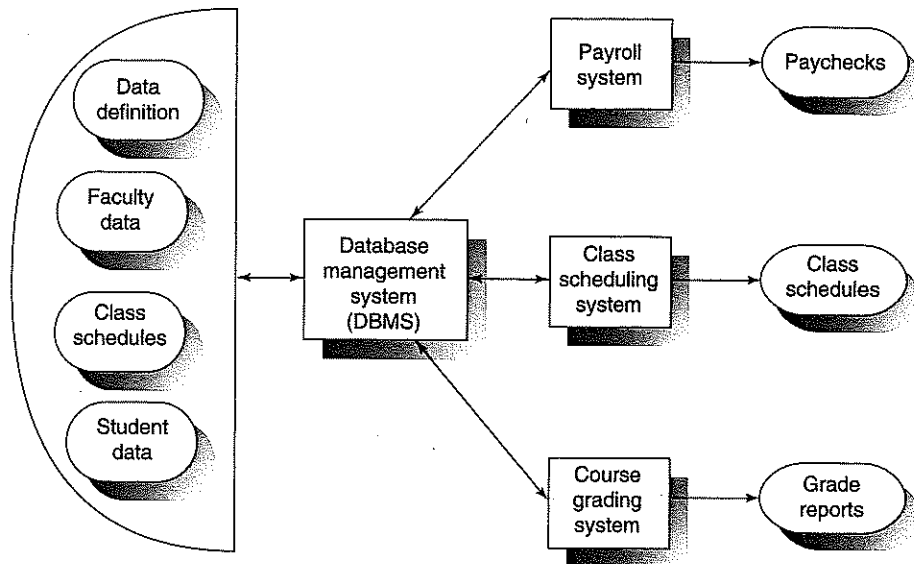 Data
definition
Faculty
data
Class
schedules
Student
data
Database
management
system
(DBMS)
Payroll
system
Paychecks
Class
scheduling
system
Class
schedules
Course
grading
system
Grade
reports